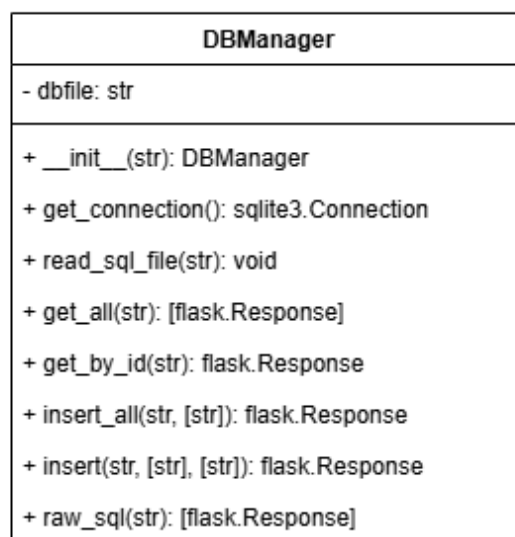 DBManager
- dbfile: str
+ __init__(str): DBManager
+ get_connection(): sqlite3.Connection
+ read_sql_file(str): void
+ get_all(str): [flask.Response]
+ get_by_id(str): flask.Response
+ insert_all(str, [str]): flask.Response
+ insert(str, [str], [str]): flask.Response
+ raw_sql(str): [flask.Response]